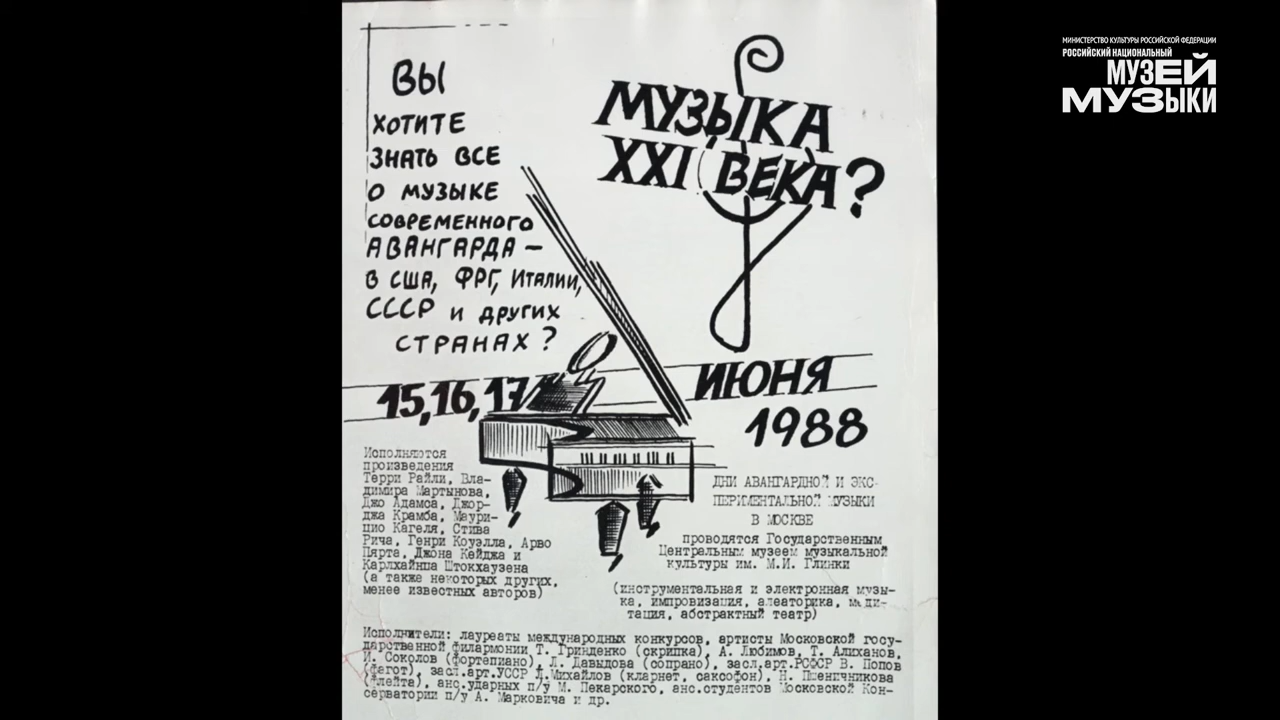 МИНИСТЕРСТВО КУЛЬТУРЫ РОССИЙСКОЙ ФЕДЕРАЦИИ
РОССИЙСКИЙ НАЦИОНАЛЬНЫЙ
МУЗЕЙ
МУЗЫКИ
ВЫ
ХОТИТЕ
ЗНАТЬ ВСЕ
О МУЗЫКЕ
СОВРЕМЕННОГО
АВАНГАРДА –
В США, ФРГ, ИТАЛИИ,
СССР И ДРУГИХ
СТРАНАХ?
МУЗЫКА
XXI ВЕКА?
15, 16, 17 ИЮНЯ
1988
Исполняются
произведения
Терри Райли, Вла-
димира Мартынова,
Джо Адамса, Джор-
джа Крамба, Маури-
цио Кагеля, Стива
Рича, Генри Коуэлла, Арво
Пярта, Джона Кейджа и
Карлхайнца Штокхаузена
(а также некоторых других,
менее известных авторов)
ДНИ АВАНГАРДНОЙ И ЭКС-
ПЕРИМЕНТАЛЬНОЙ МУЗЫКИ
В МОСКВЕ
проводятся Государственным
Центральным музеем музыкальной
культуры им. М.И. Глинки
(инструментальная и электронная музы-
ка, импровизация, алеаторика, меди-
тация, абстрактный театр)
Исполнители: лауреаты международных конкурсов, артисты Московской госу-
дарственной филармонии Т. Гринденко (скрипка), А. Любимов, Т. Алиханов,
И. Соколов (фортепиано), Л. Давыдова (сопрано), засл.арт.РСФСР В. Попов
(фагот), засл.арт.УССР Л.Михайлов (кларнет, саксофон), Н. Пшеничникова
(флейта), анс.ударных п/у М. Пекарского, анс.студентов Московской Кон-
серватории п/у А. Марковича и др.